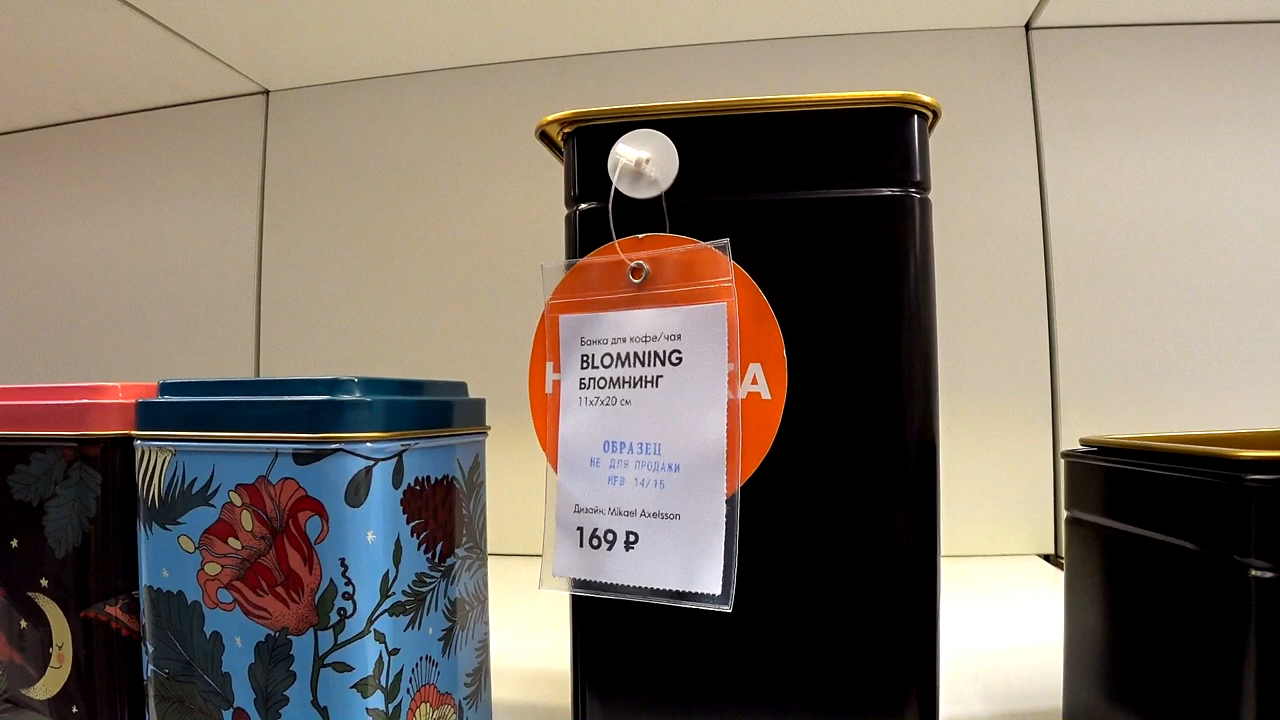 Банка для кофе/чая
BLOMNING
БЛОМНИНГ
11x7x20 см
ОБРАЗЕЦ
НЕ ДЛЯ ПРОДАЖИ
Дизайн: Mikael Axelsson
169 ₽